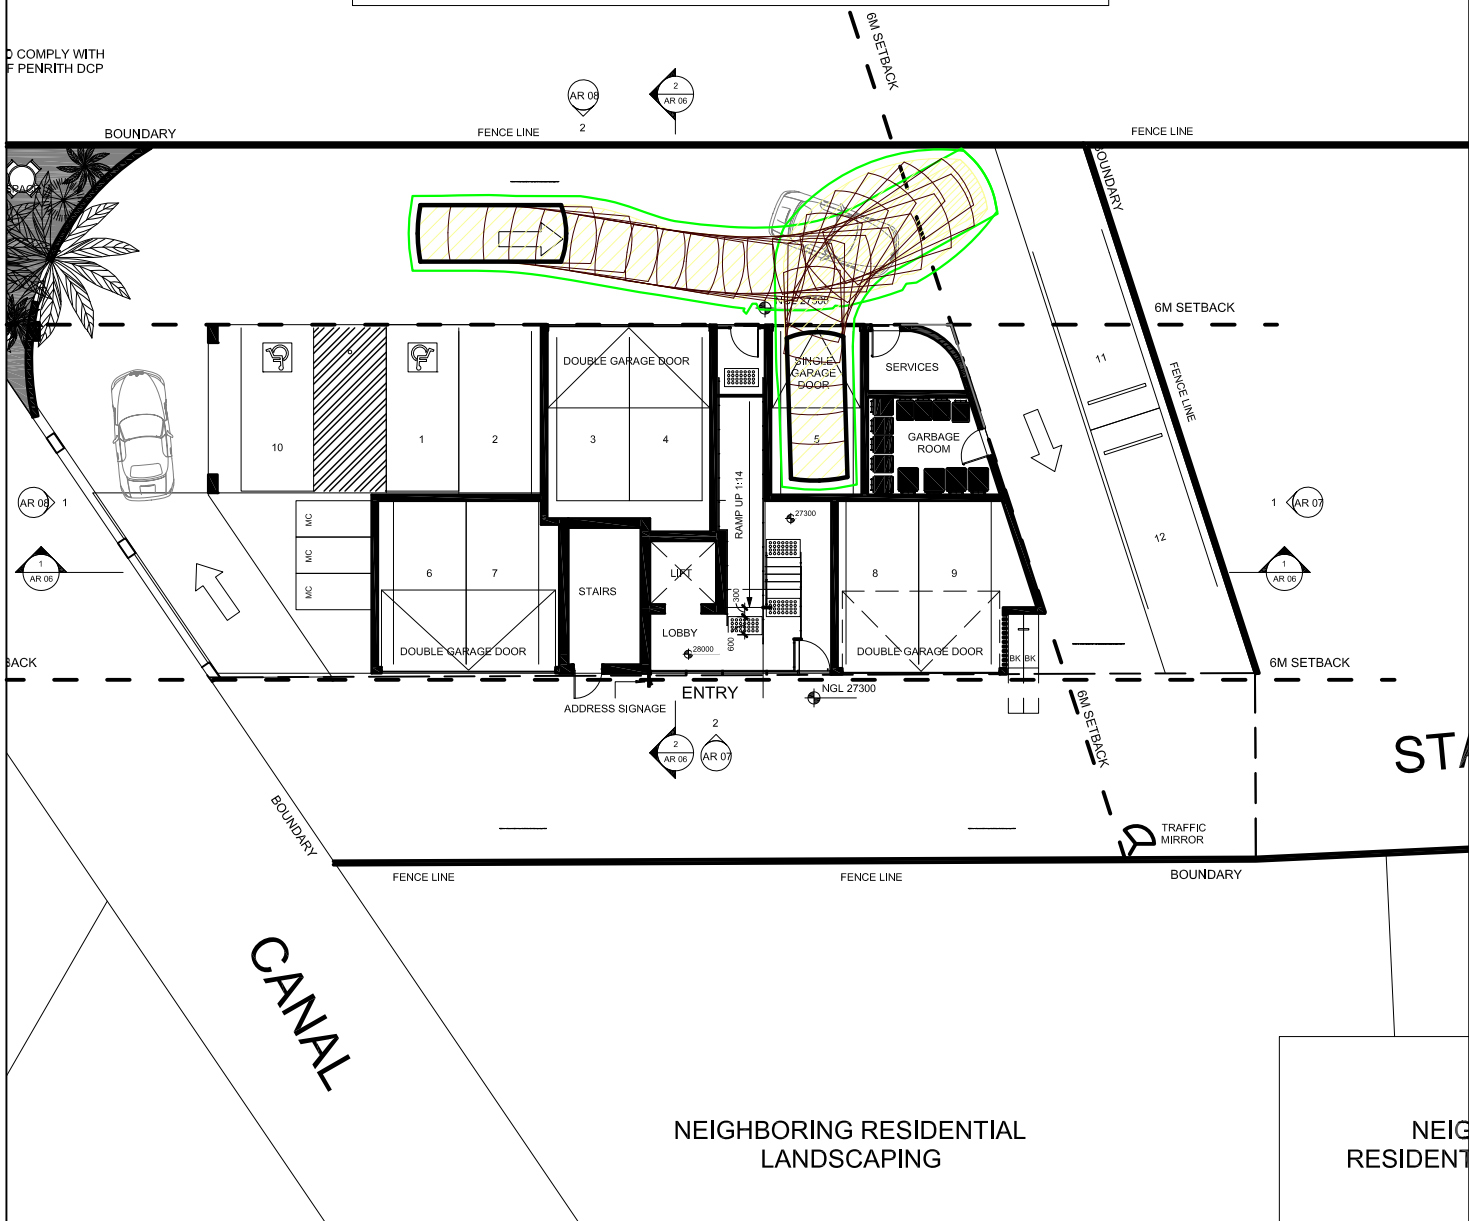 6M SETBACK
COMPLY WITH
F PENRITH DCP
AR 08
2
2
AR 06
BOUNDARY
FENCE LINE
FENCE LINE
BOUNDARY
6M SETBACK
11
FENCE LINE
DOUBLE GARAGE DOOR
SINGLE
GARAGE
DOOR
SERVICES
10
1
2
3
4
5
GARBAGE
ROOM
RAMP UP 1:14
AR 08
1
MC
MC
MC
27300
1
AR 07
12
1
AR 06
1
AR 06
6
7
STAIRS
LIFT
300
8
9
LOBBY
600
28000
DOUBLE GARAGE DOOR
DOUBLE GARAGE DOOR
BK
BK
BACK
6M SETBACK
ENTRY
NGL 27300
ADDRESS SIGNAGE
6M SETBACK
2
AR 06
2
AR 07
STA
BOUNDARY
TRAFFIC
MIRROR
FENCE LINE
FENCE LINE
BOUNDARY
CANAL
NEIGHBORING RESIDENTIAL
LANDSCAPING
NEIG
RESIDENT